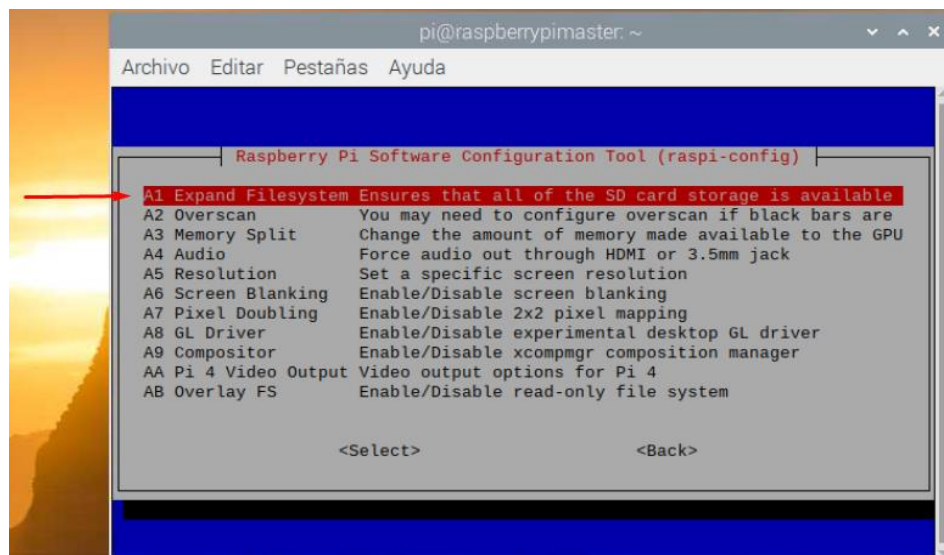 pi@raspberrypimaster: ~
Archivo Editar Pestañas Ayuda
Raspberry Pi Software Configuration Tool (raspi-config)
A1 Expand Filesystem Ensures that all of the SD card storage is available
A2 Overscan You may need to configure overscan if black bars are
A3 Memory Split Change the amount of memory made available to the GPU
A4 Audio Force audio out through HDMI or 3.5mm jack
A5 Resolution Set a specific screen resolution
A6 Screen Blanking Enable/Disable screen blanking
A7 Pixel Doubling Enable/Disable 2x2 pixel mapping
A8 GL Driver Enable/Disable experimental desktop GL driver
A9 Compositor Enable/Disable xcompmgr composition manager
AA Pi 4 Video Output Video output options for Pi 4
AB Overlay FS Enable/Disable read-only file system
<Select> <Back>